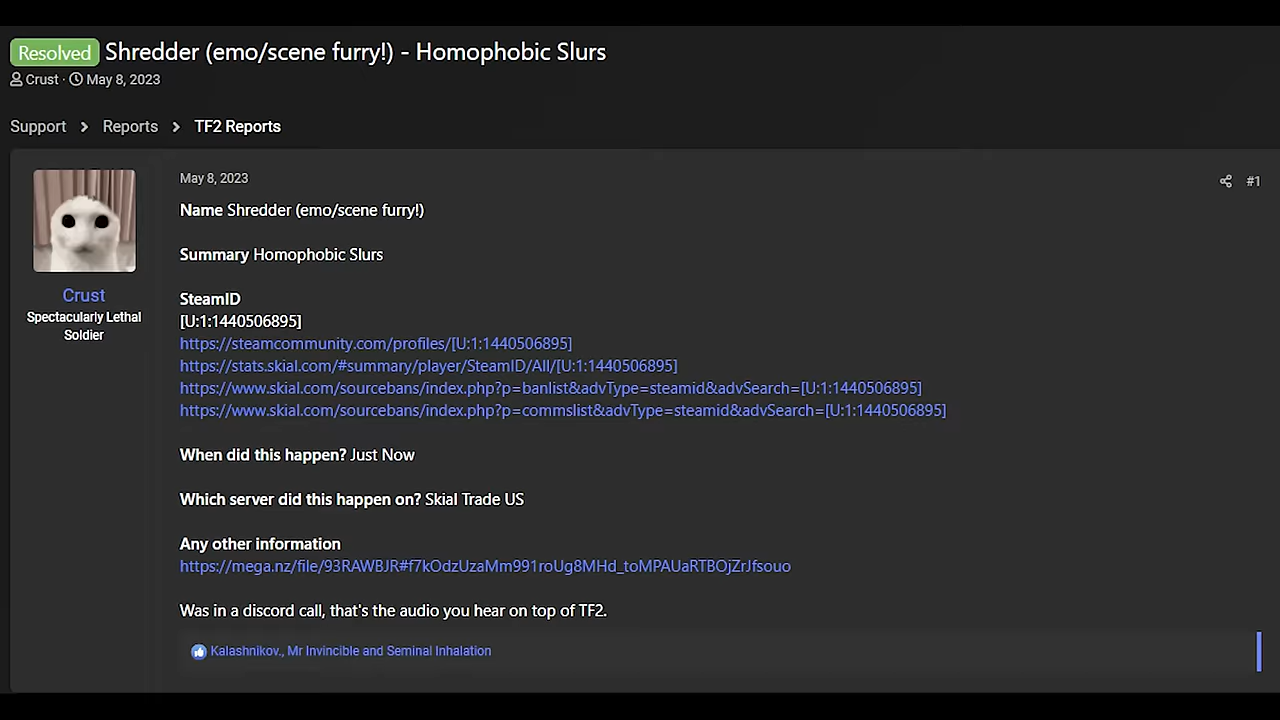 Resolved Shredder (emo/scene furry!) - Homophobic Slurs
Crust · May 8, 2023
Support > Reports > TF2 Reports
May 8, 2023
#1
Name Shredder (emo/scene furry!)
Summary Homophobic Slurs
Crust
Spectacularly Lethal
Soldier
SteamID
[U:1:1440506895]
https://steamcommunity.com/profiles/[U:1:1440506895]
https://stats.skial.com/#summary/player/SteamID/All/[U:1:1440506895]
https://www.skial.com/sourcebans/index.php?p=banlist&advType=steamid&advSearch=[U:1:1440506895]
https://www.skial.com/sourcebans/index.php?p=commslist&advType=steamid&advSearch=[U:1:1440506895]
When did this happen? Just Now
Which server did this happen on? Skial Trade US
Any other information
https://mega.nz/file/93RAWBJR#f7kOdzUzaMm991roUg8MHd_toMPAUaRTBOjZrJfsouo
Was in a discord call, that's the audio you hear on top of TF2.
Kalashnikov., Mr Invincible and Seminal Inhalation